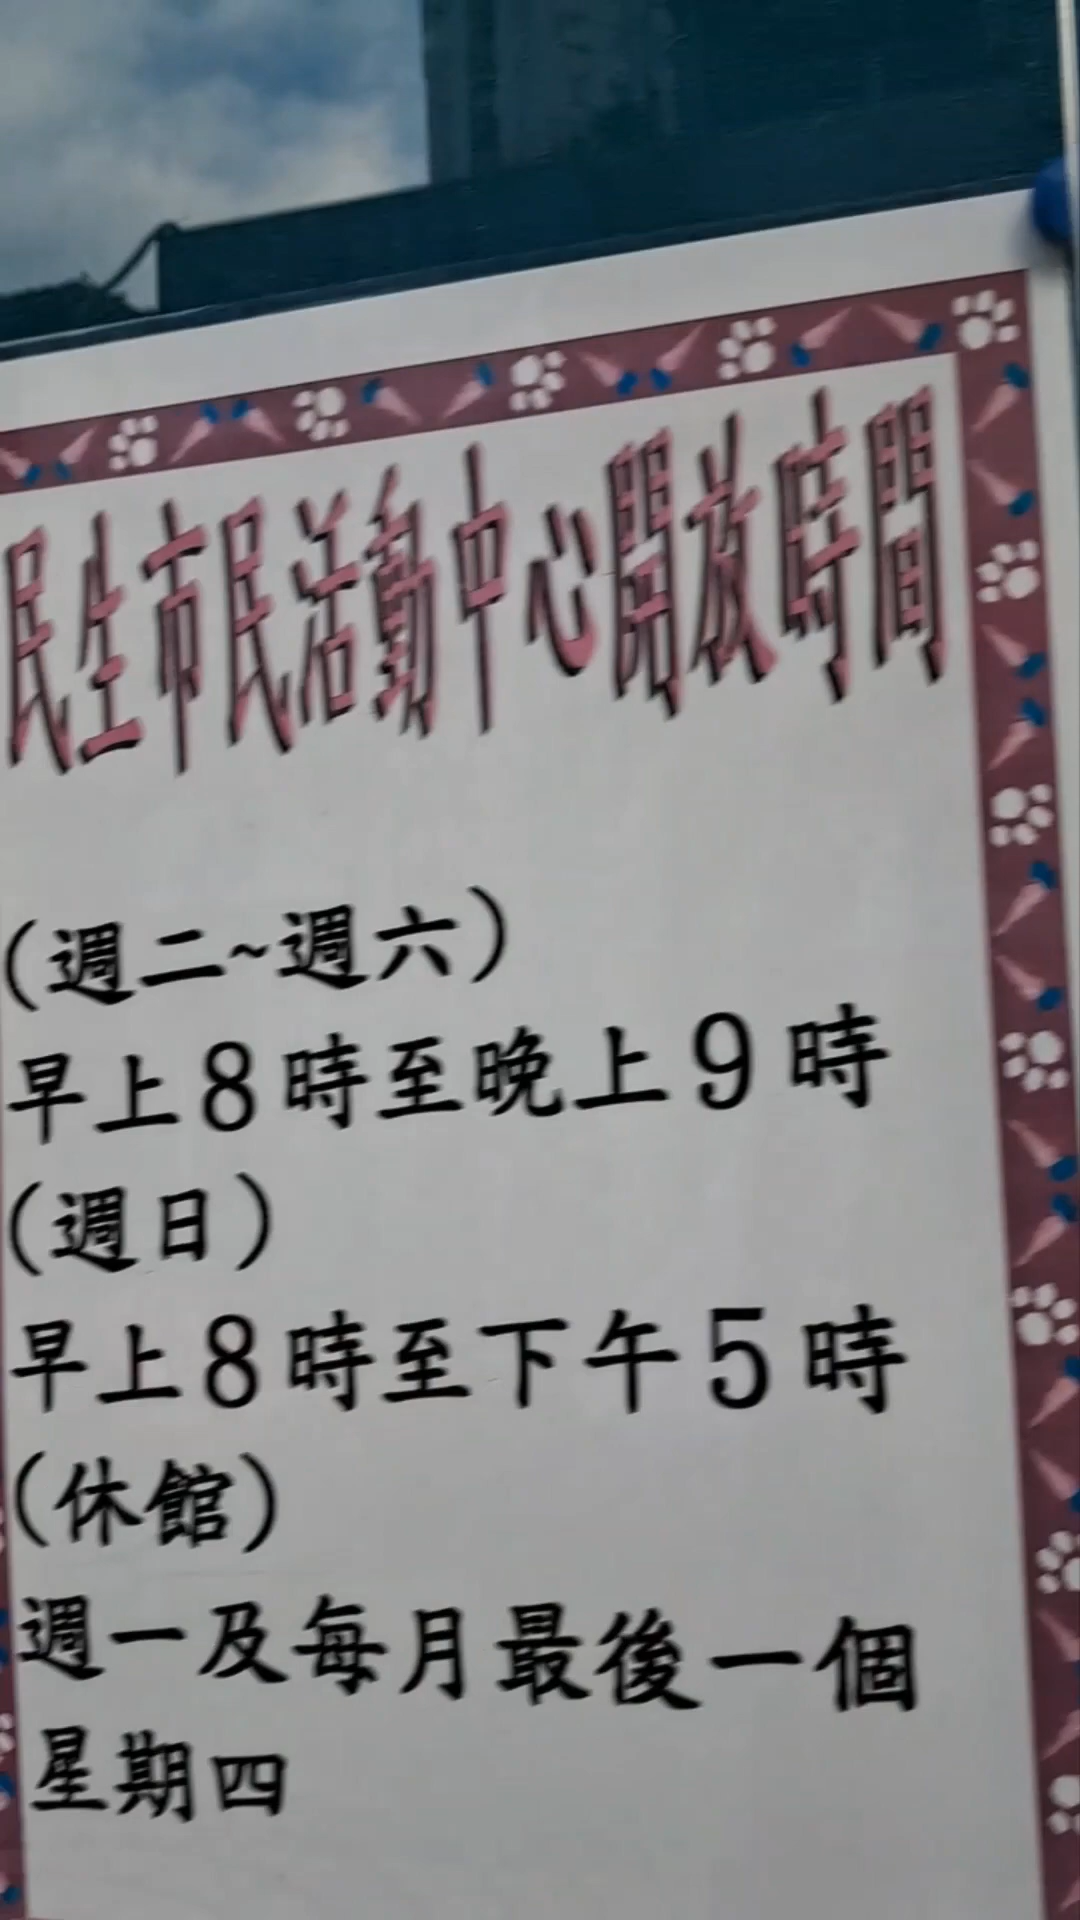 民生市民活動中心開放時間
(週二~週六)
早上8時至晚上9時
(週日)
早上8時至下午5時
(休館)
週一及每月最後一個
星期四